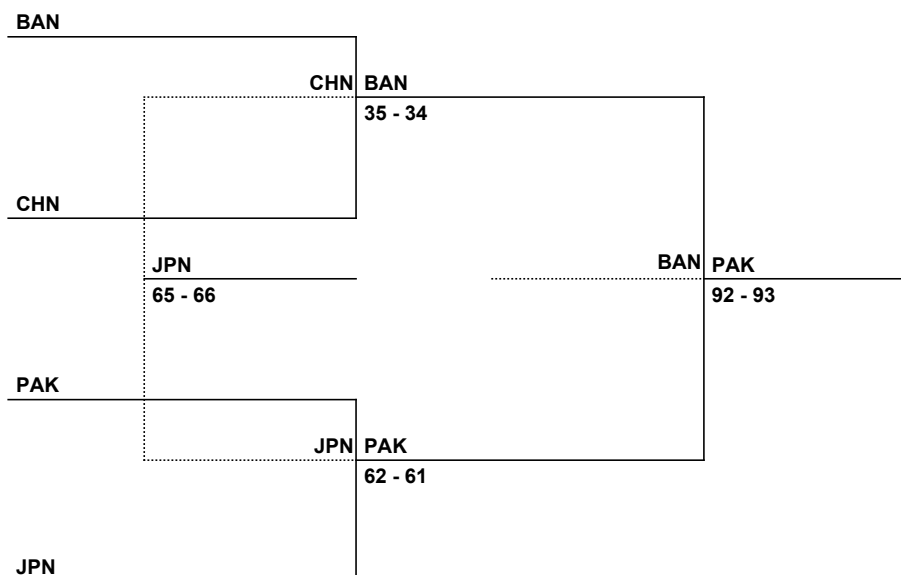 BAN
CHN BAN
35 - 34
CHN
JPN
65 - 66
BAN PAK
92 - 93
PAK
JPN PAK
62 - 61
JPN